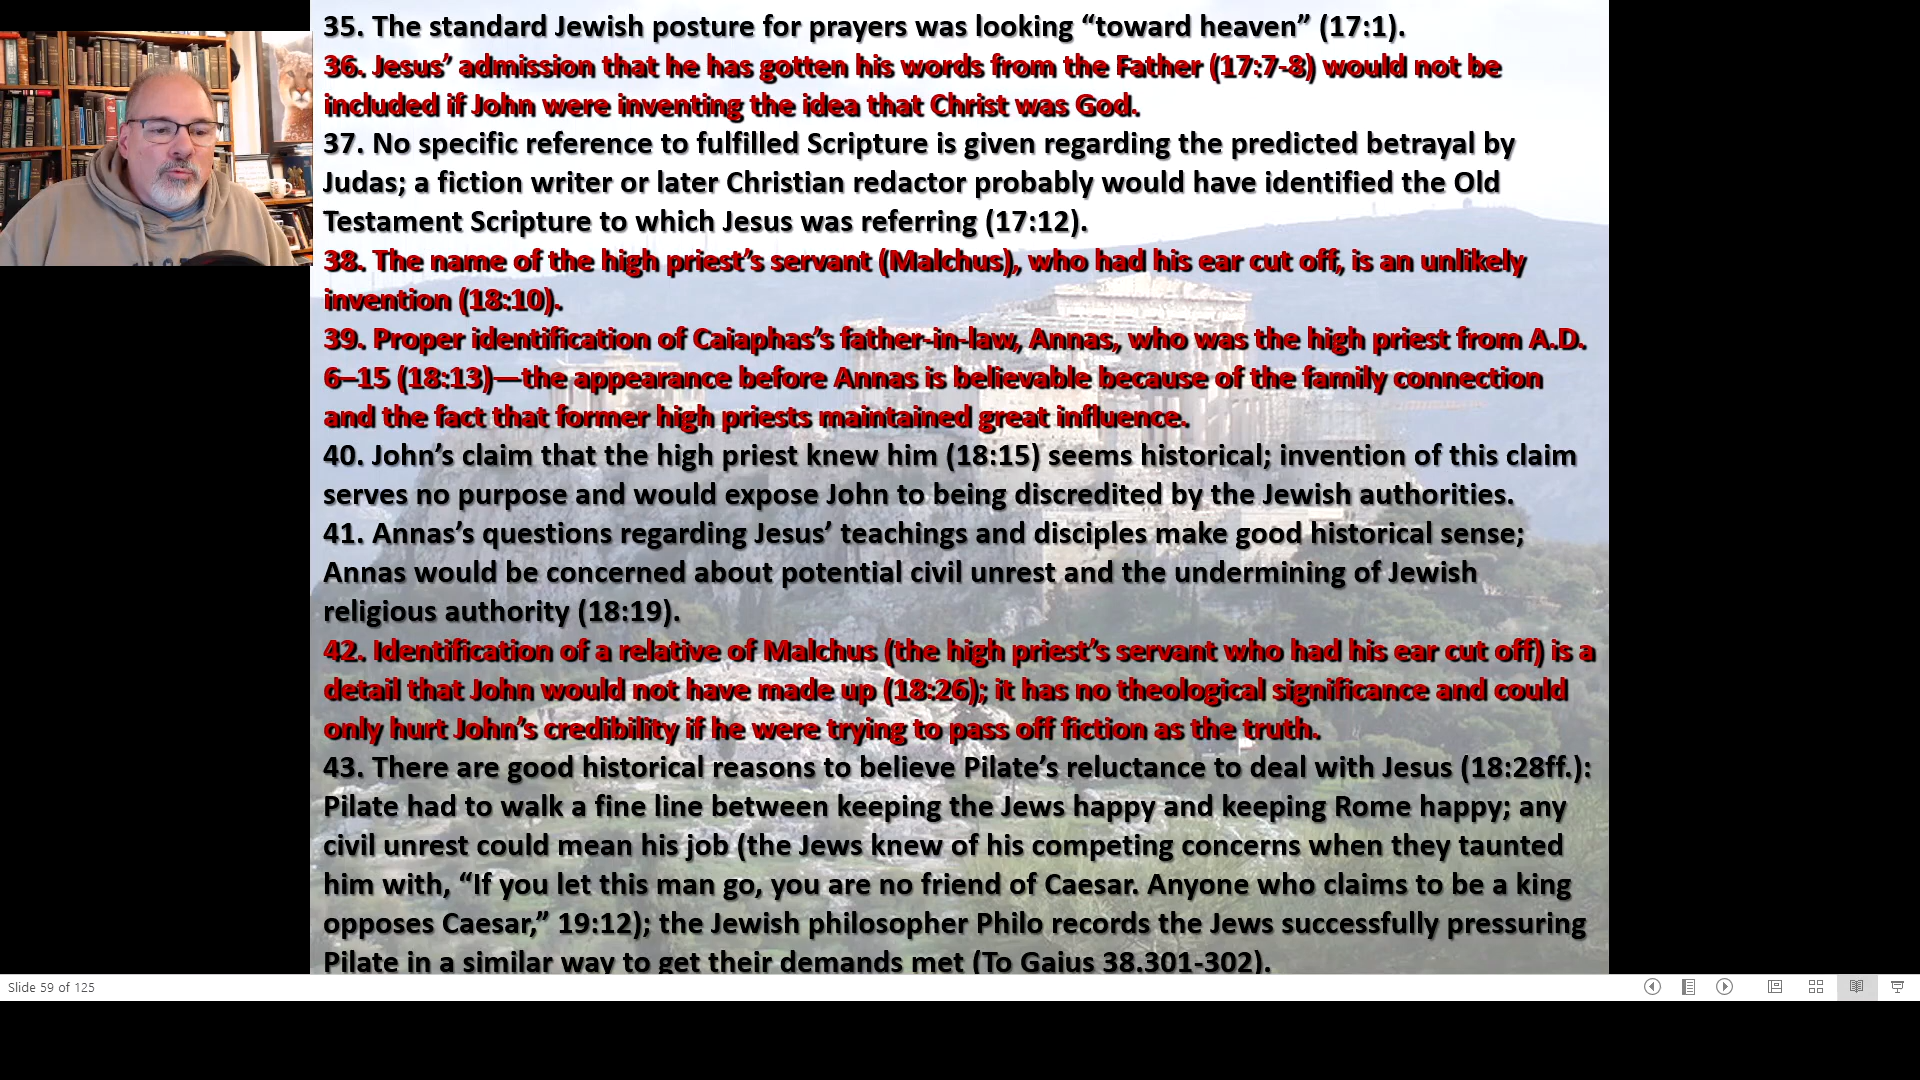 35. The standard Jewish posture for prayers was looking “toward heaven” (17:1).
36. Jesus’ admission that he has gotten his words from the Father (17:7-8) would not be
included if John were inventing the idea that Christ was God.
37. No specific reference to fulfilled Scripture is given regarding the predicted betrayal by
Judas; a fiction writer or later Christian redactor probably would have identified the Old
Testament Scripture to which Jesus was referring (17:12).
38. The name of the high priest’s servant (Malchus), who had his ear cut off, is an unlikely
invention (18:10).
39. Proper identification of Caiaphas’s father-in-law, Annas, who was the high priest from A.D.
6–15 (18:13)—the appearance before Annas is believable because of the family connection
and the fact that former high priests maintained great influence.
40. John’s claim that the high priest knew him (18:15) seems historical; invention of this claim
serves no purpose and would expose John to being discredited by the Jewish authorities.
41. Annas’s questions regarding Jesus’ teachings and disciples make good historical sense;
Annas would be concerned about potential civil unrest and the undermining of Jewish
religious authority (18:19).
42. Identification of a relative of Malchus (the high priest’s servant who had his ear cut off) is a
detail that John would not have made up (18:26); it has no theological significance and could
only hurt John’s credibility if he were trying to pass off fiction as the truth.
43. There are good historical reasons to believe Pilate’s reluctance to deal with Jesus (18:28ff.):
Pilate had to walk a fine line between keeping the Jews happy and keeping Rome happy; any
civil unrest could mean his job (the Jews knew of his competing concerns when they taunted
him with, “If you let this man go, you are no friend of Caesar. Anyone who claims to be a king
opposes Caesar,” 19:12); the Jewish philosopher Philo records the Jews successfully pressuring
Pilate in a similar way to get their demands met (To Gaius 38.301-302).
Slide 59 of 125